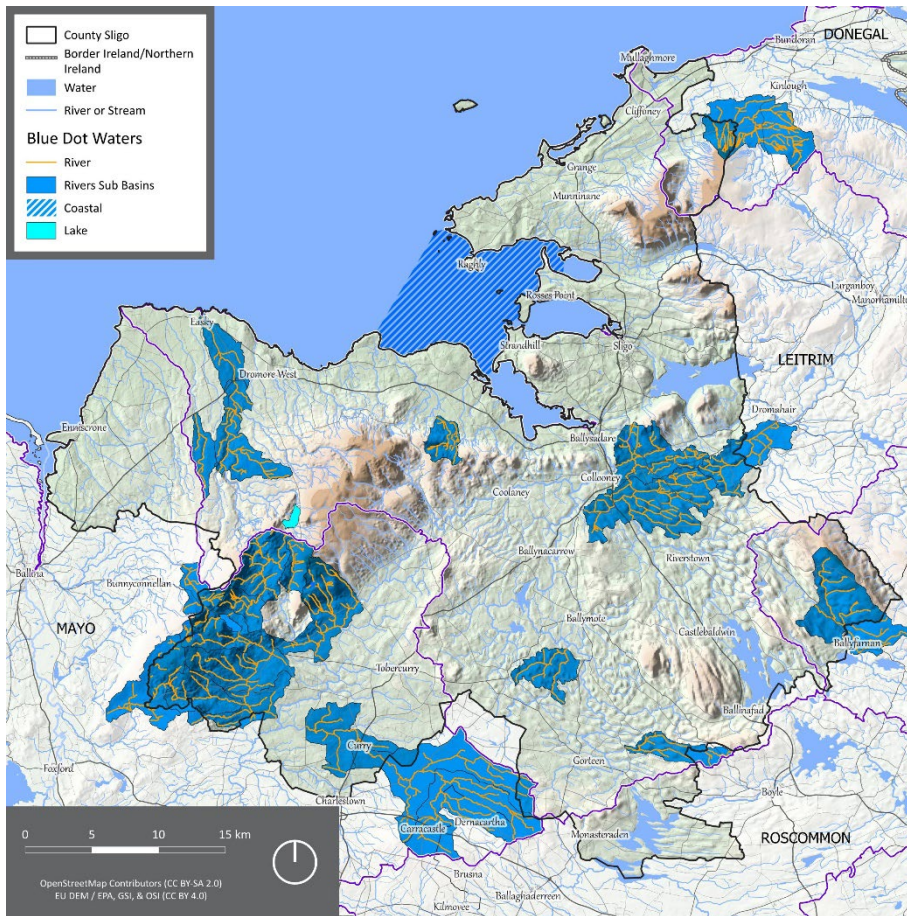 County Sligo
Border Ireland/Northern
Ireland
Water
River or Stream
Blue Dot Waters
River
Rivers Sub Basins
Coastal
Lake
DONEGAL
Bundoran
Mullaghmore
Kinlough
Cliffoney
Grange
Munninane
Raghly
Lurganboy
Manorhamilto
Rosses Point
Easky
Strandhill
Sligo
LEITRIM
Dromore West
Enniscrone
Dromahair
Ballysadare
Collooney
Coolaney
Ballynacarrow
Riverstown
Ballina
Bunnyconnellan
Ballymote
Castlebaldwin
MAYO
Ballyfarnan
Tobercurry
Ballinafad
Curry
Gorteen
Foxford
Charlestown
Boyle
Carracastle
Dernacartha
Monasteraden
ROSCOMMON
Brusna
Ballaghaderreen
Kilmovee
0 5 10 15 km
OpenStreetMap Contributors (CC BY-SA 2.0)
EU DEM / EPA, GSI, & OSI (CC BY 4.0)